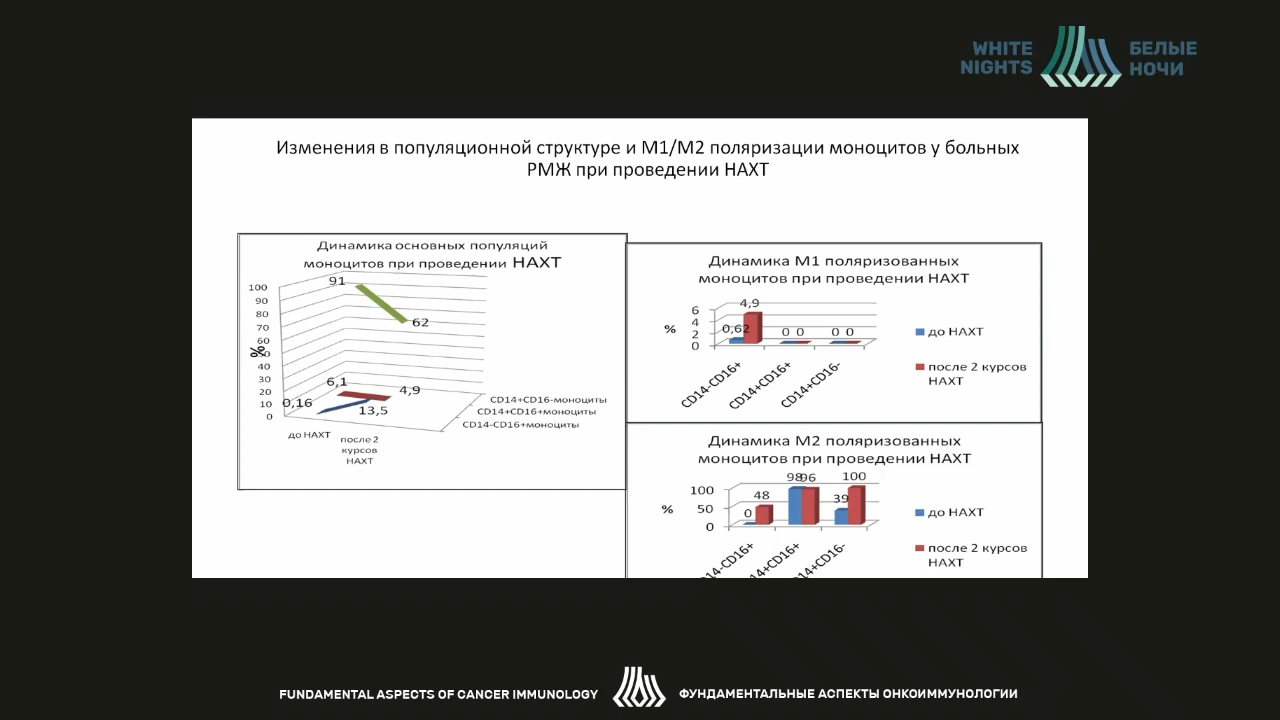 WHITE
NIGHTS
БЕЛЫЕ
НОЧИ
Изменения в популяционной структуре и М1/М2 поляризации моноцитов у больных
РМЖ при проведении НАХТ
Динамика основных популяций
моноцитов при проведении НАХТ
100
90
80
70
60
50
40
30
20
10
0
%
91
62
6,1
4,9
0,16
13,5
CD14+CD16-моноциты
CD14+CD16+моноциты
CD14-CD16+моноциты
до НАХТ
после 2
курсов
НАХТ
Динамика М1 поляризованных
моноцитов при проведении НАХТ
%
6
4
2
0
0,62
4,9
0 0
0 0
CD14-CD16+
CD14+CD16+
CD14+CD16-
до НАХТ
после 2 курсов
НАХТ
Динамика М2 поляризованных
моноцитов при проведении НАХТ
%
100
50
0
0
48
98
96
39
100
14-CD16+
14+CD16+
14+CD16-
до НАХТ
после 2 курсов
НАХТ
FUNDAMENTAL ASPECTS OF CANCER IMMUNOLOGY
ФУНДАМЕНТАЛЬНЫЕ АСПЕКТЫ ОНКОИММУНОЛОГИИ